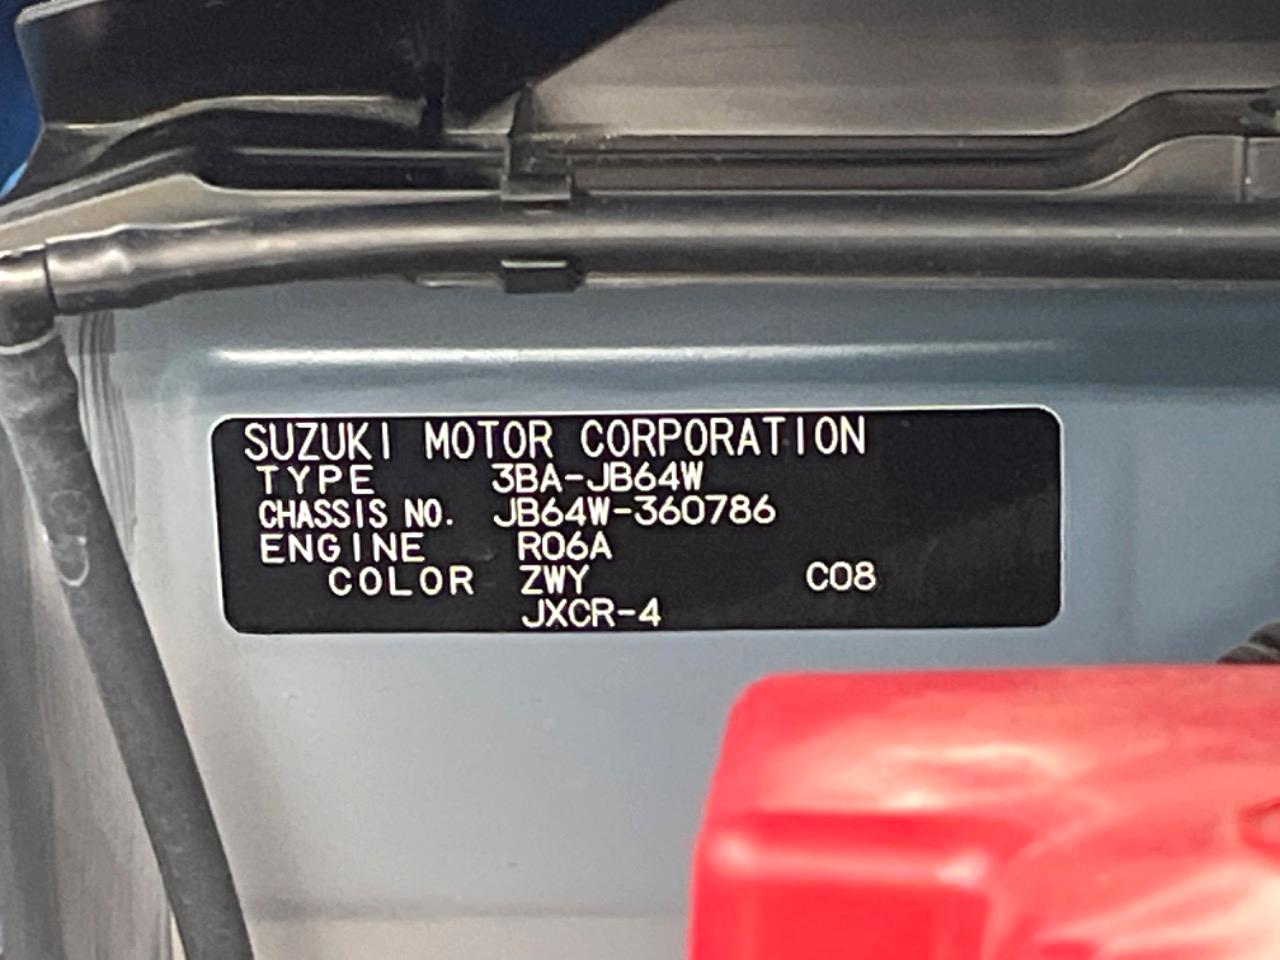 SUZUKI MOTOR CORPORATION
TYPE 3BA-JB64W
CHASSIS NO. JB64W-360786
ENGINE R06A
COLOR ZWY C08
JXCR-4